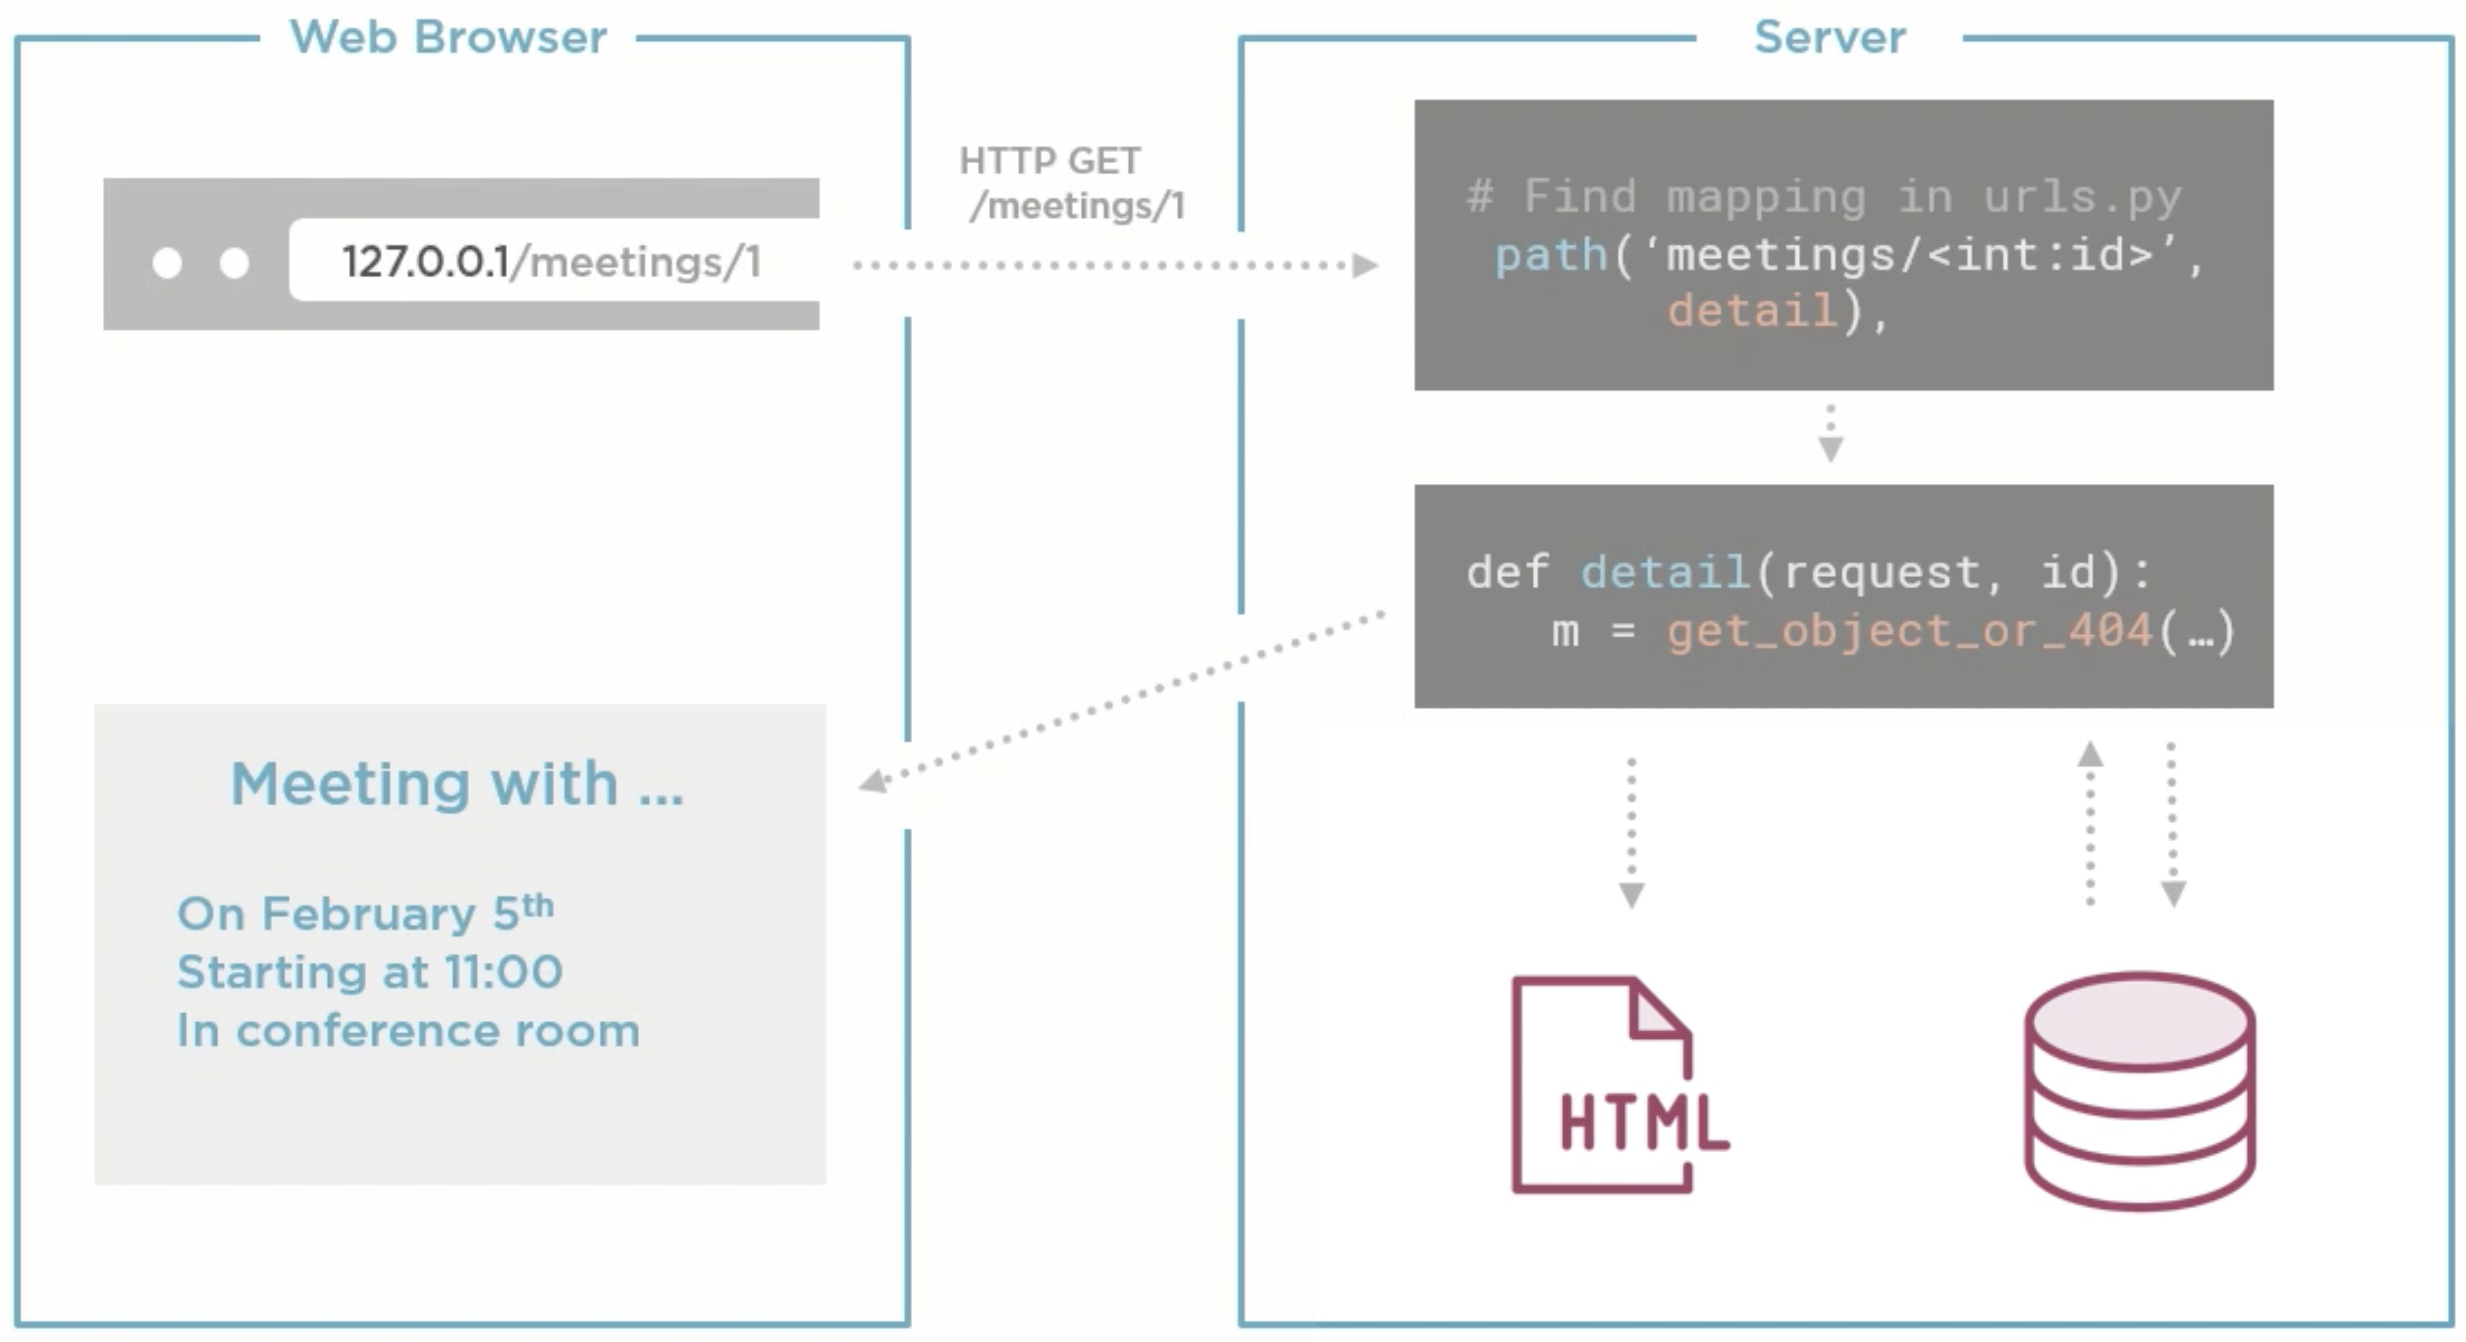 Web Browser
Server
127.0.0.1/meetings/1
HTTP GET
/meetings/1
# Find mapping in urls.py
path(‘meetings/<int:id>’,
detail),
def detail(request, id):
m = get_object_or_404(…)
Meeting with ...
On February 5th
Starting at 11:00
In conference room
HTML